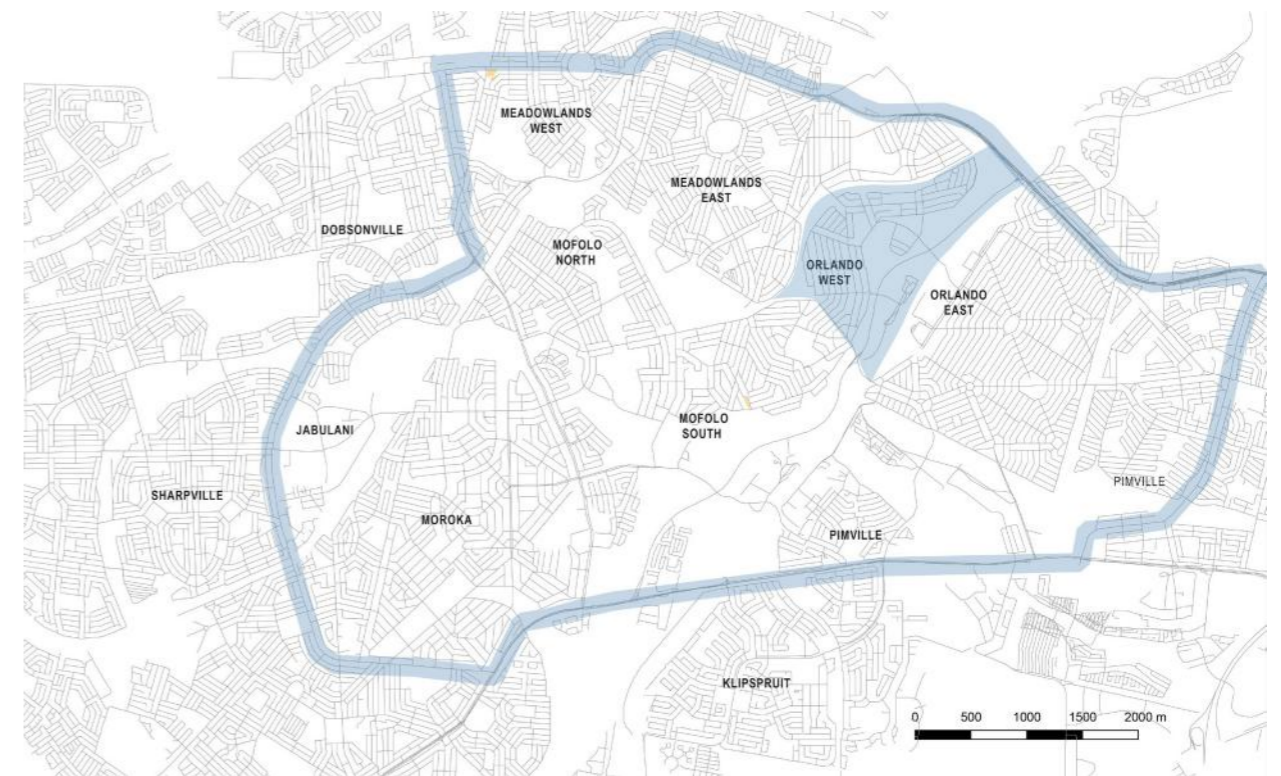 MEADOWLANDS
WEST
MEADOWLANDS
EAST
DOBSONVILLE
MOFOLO
NORTH
ORLANDO
WEST
ORLANDO
EAST
MOFOLO
SOUTH
JABULANI
SHARPVILLE
MOROKA
PIMVILLE
PIMVILLE
KLIPSPRUIT
0 500 1000 1500 2000 m